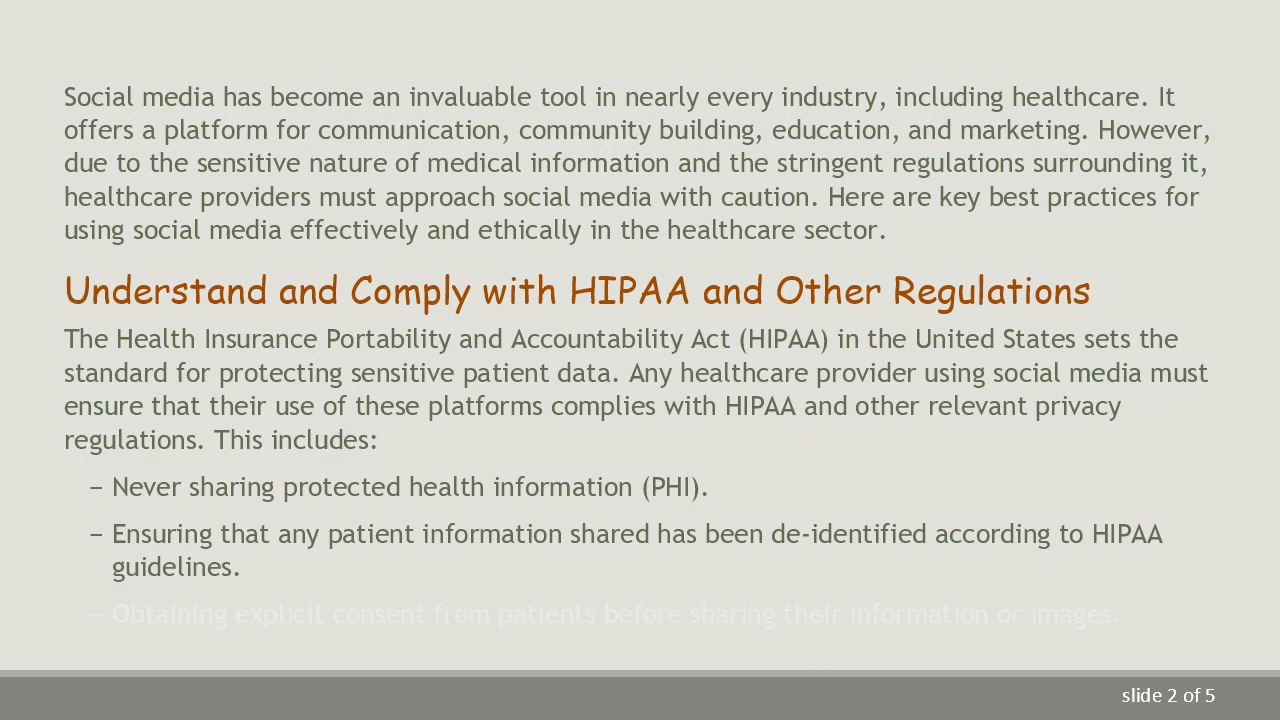 Social media has become an invaluable tool in nearly every industry, including healthcare. It
offers a platform for communication, community building, education, and marketing. However,
due to the sensitive nature of medical information and the stringent regulations surrounding it,
healthcare providers must approach social media with caution. Here are key best practices for
using social media effectively and ethically in the healthcare sector.
Understand and Comply with HIPAA and Other Regulations
The Health Insurance Portability and Accountability Act (HIPAA) in the United States sets the
standard for protecting sensitive patient data. Any healthcare provider using social media must
ensure that their use of these platforms complies with HIPAA and other relevant privacy
regulations. This includes:
– Never sharing protected health information (PHI).
– Ensuring that any patient information shared has been de-identified according to HIPAA
guidelines.
– Obtaining explicit consent from patients before sharing their information or images.
slide 2 of 5